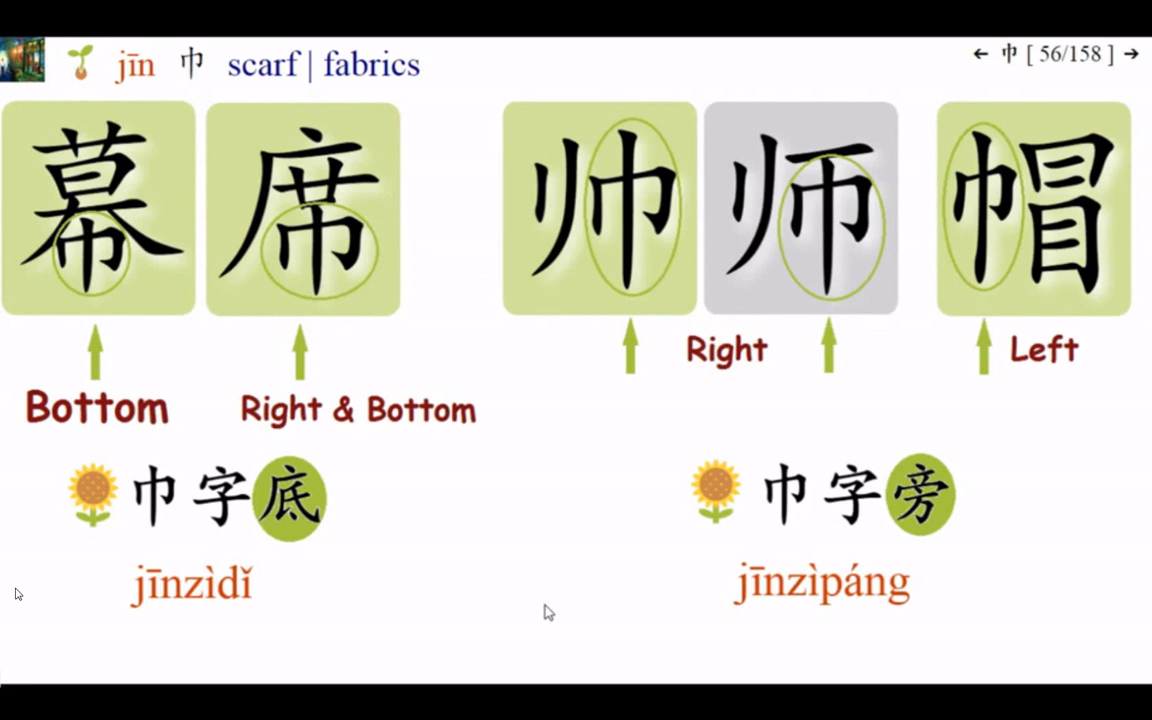 jīn 巾 scarf | fabrics
← 巾 [ 56/158 ] →
幕 席 帅 师 帽
Right Left
Bottom Right & Bottom
巾字底 巾字旁
jīnzìdǐ jīnzìpáng